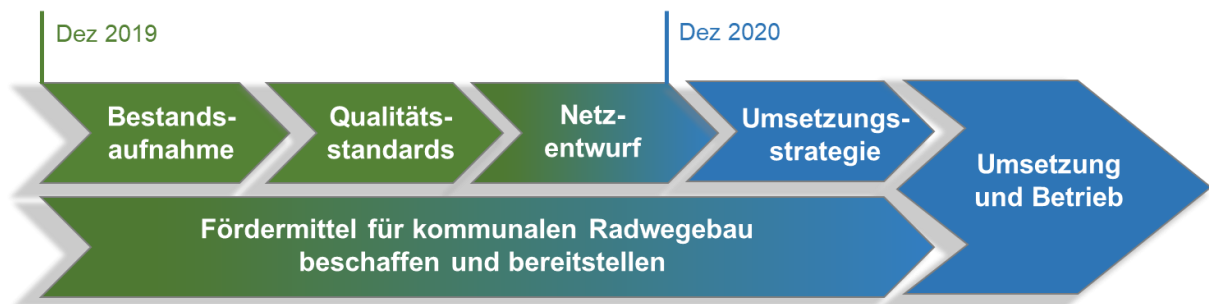 Dez 2019
Dez 2020
Bestands-
aufnahme
Qualitäts-
standards
Netz-
entwurf
Umsetzungs-
strategie
Umsetzung
und Betrieb
Fördermittel für kommunalen Radwegebau
beschaffen und bereitstellen